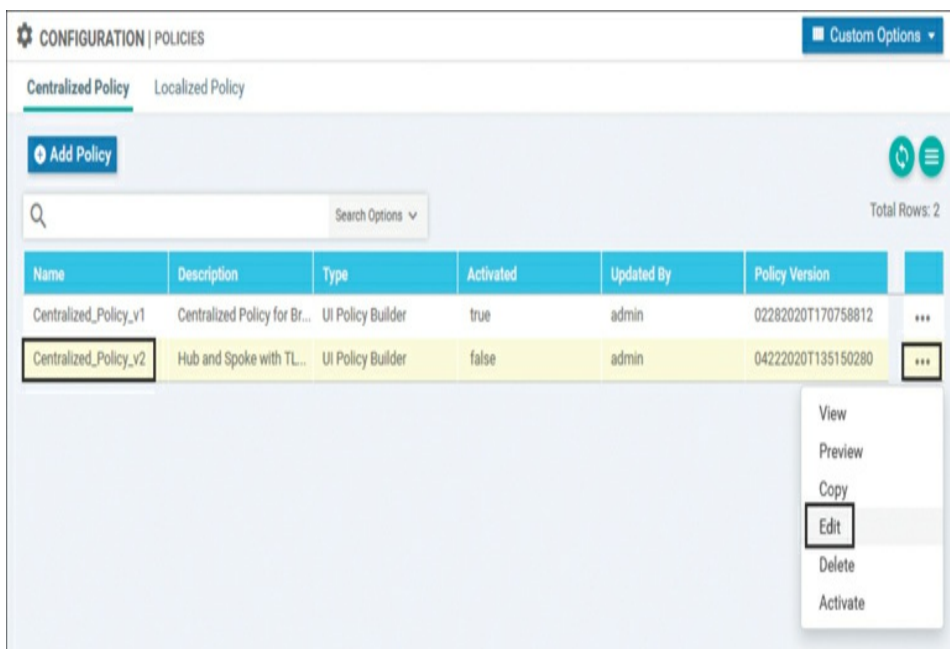 CONFIGURATION | POLICIES
Custom Options
Centralized Policy Localized Policy
Add Policy
Search Options
Total Rows: 2
Name Description Type Activated Updated By Policy Version
Centralized_Policy_v1 Centralized Policy for Br... UI Policy Builder true admin 02282020T170758812 •••
Centralized_Policy_v2 Hub and Spoke with TL... UI Policy Builder false admin 04222020T135150280 •••
View
Preview
Copy
Edit
Delete
Activate